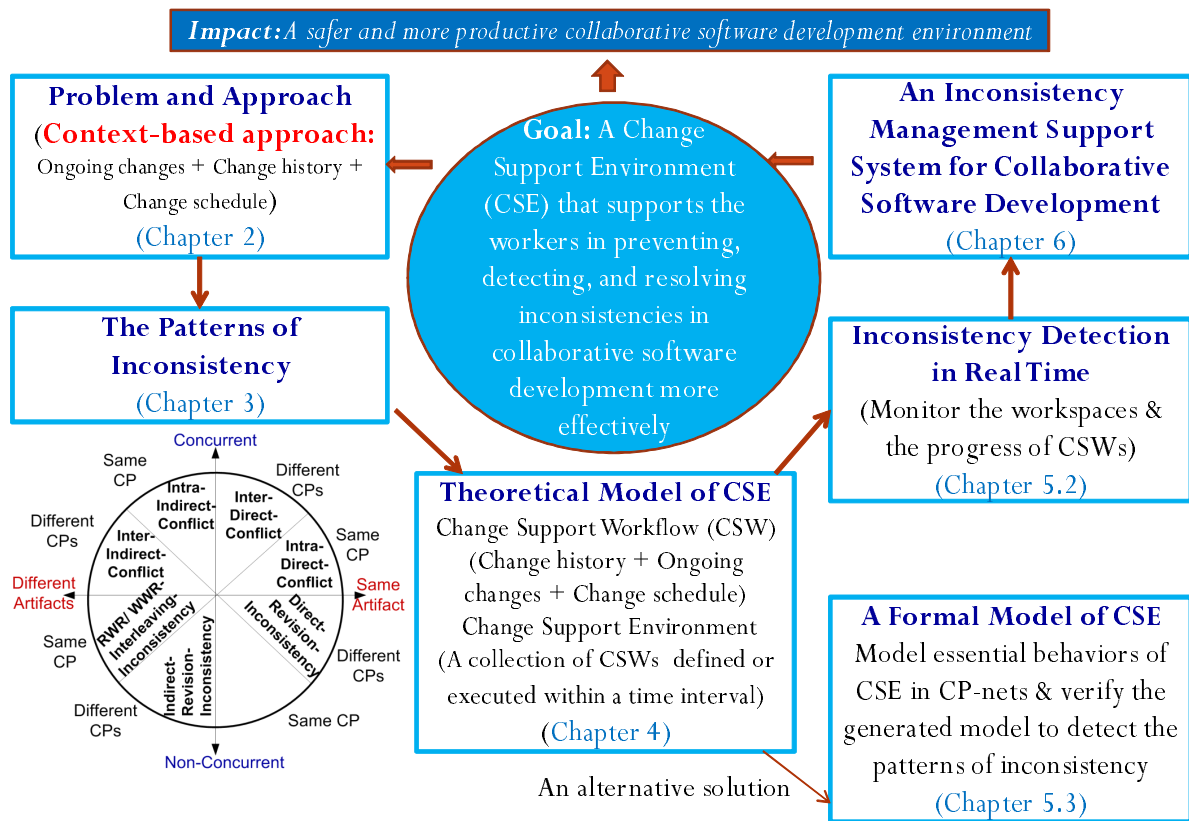 Impact: A safer and more productive collaborative software development environment
Problem and Approach
(Context-based approach:
Ongoing changes + Change history +
Change schedule)
(Chapter 2)
Goal: A Change
Support Environment
(CSE) that supports the
workers in preventing,
detecting, and resolving
inconsistencies in
collaborative software
development more
effectively
An Inconsistency
Management Support
System for Collaborative
Software Development
(Chapter 6)
The Patterns of
Inconsistency
(Chapter 3)
Inconsistency Detection
in Real Time
(Monitor the workspaces &
the progress of CSWs)
(Chapter 5.2)
Concurrent
Same
CP
Different
CPs
Intra-
Indirect-
Conflict
Inter-
Direct-
Conflict
Different
CPs
Same
CP
Inter-
Indirect-
Conflict
Intra-
Direct-
Conflict
Different
Artifacts
Same
Artifact
RWR/ WWR-
Interleaving-
Inconsistency
Direct-
Revision-
Inconsistency
Same
CP
Different
CPs
Indirect-
Revision-
Inconsistency
Different
CPs
Same CP
Non-Concurrent
Theoretical Model of CSE
Change Support Workflow (CSW)
(Change history + Ongoing
changes + Change schedule)
Change Support Environment
(A collection of CSWs defined or
executed within a time interval)
(Chapter 4)
An alternative solution
A Formal Model of CSE
Model essential behaviors of
CSE in CP-nets & verify the
generated model to detect the
patterns of inconsistency
(Chapter 5.3)